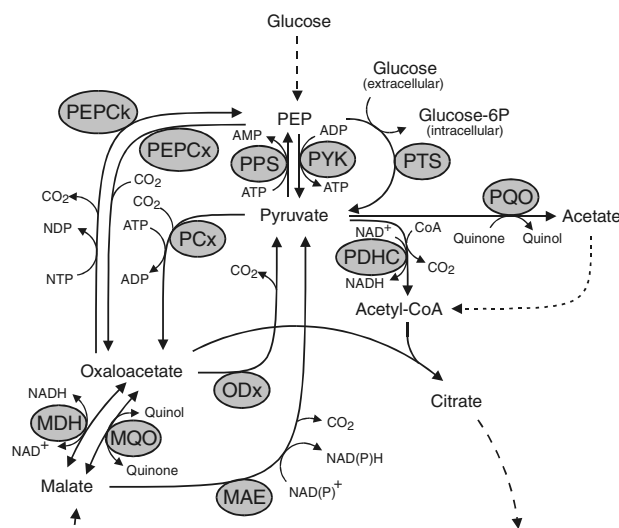 Glucose
Glucose
(extracellular)
PEPCk
PEP
Glucose-6P
(intracellular)
AMP
ADP
PEPCx
PPS
PYK
PTS
CO2
ATP
ATP
CO2
CO2
PQO
NDP
ATP
PCx
Pyruvate
Acetate
NAD+
CoA
Quinone
Quinol
PDHC
NTP
ADP
CO2
CO2
NADH
Acetyl-CoA
Oxaloacetate
ODx
Citrate
NADH
Quinol
MDH
MQO
CO2
NAD+
Quinone
NAD(P)H
Malate
MAE
NAD(P)+